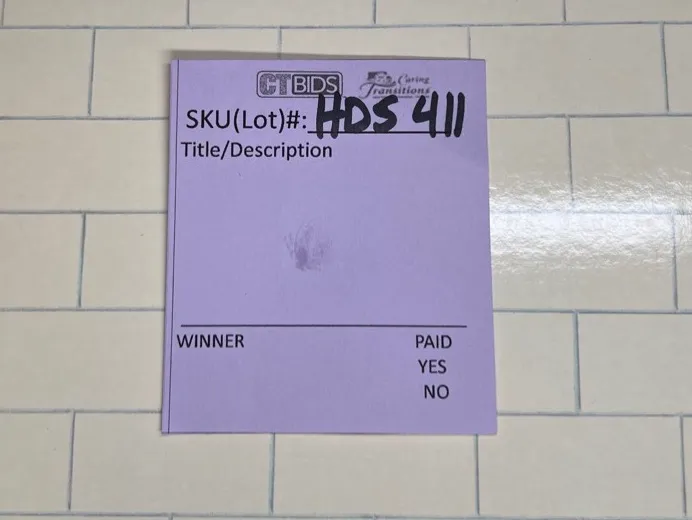 CTBIDS Caring Transitions
SKU(Lot)#: HDS 411
Title/Description
WINNER PAID
YES
NO